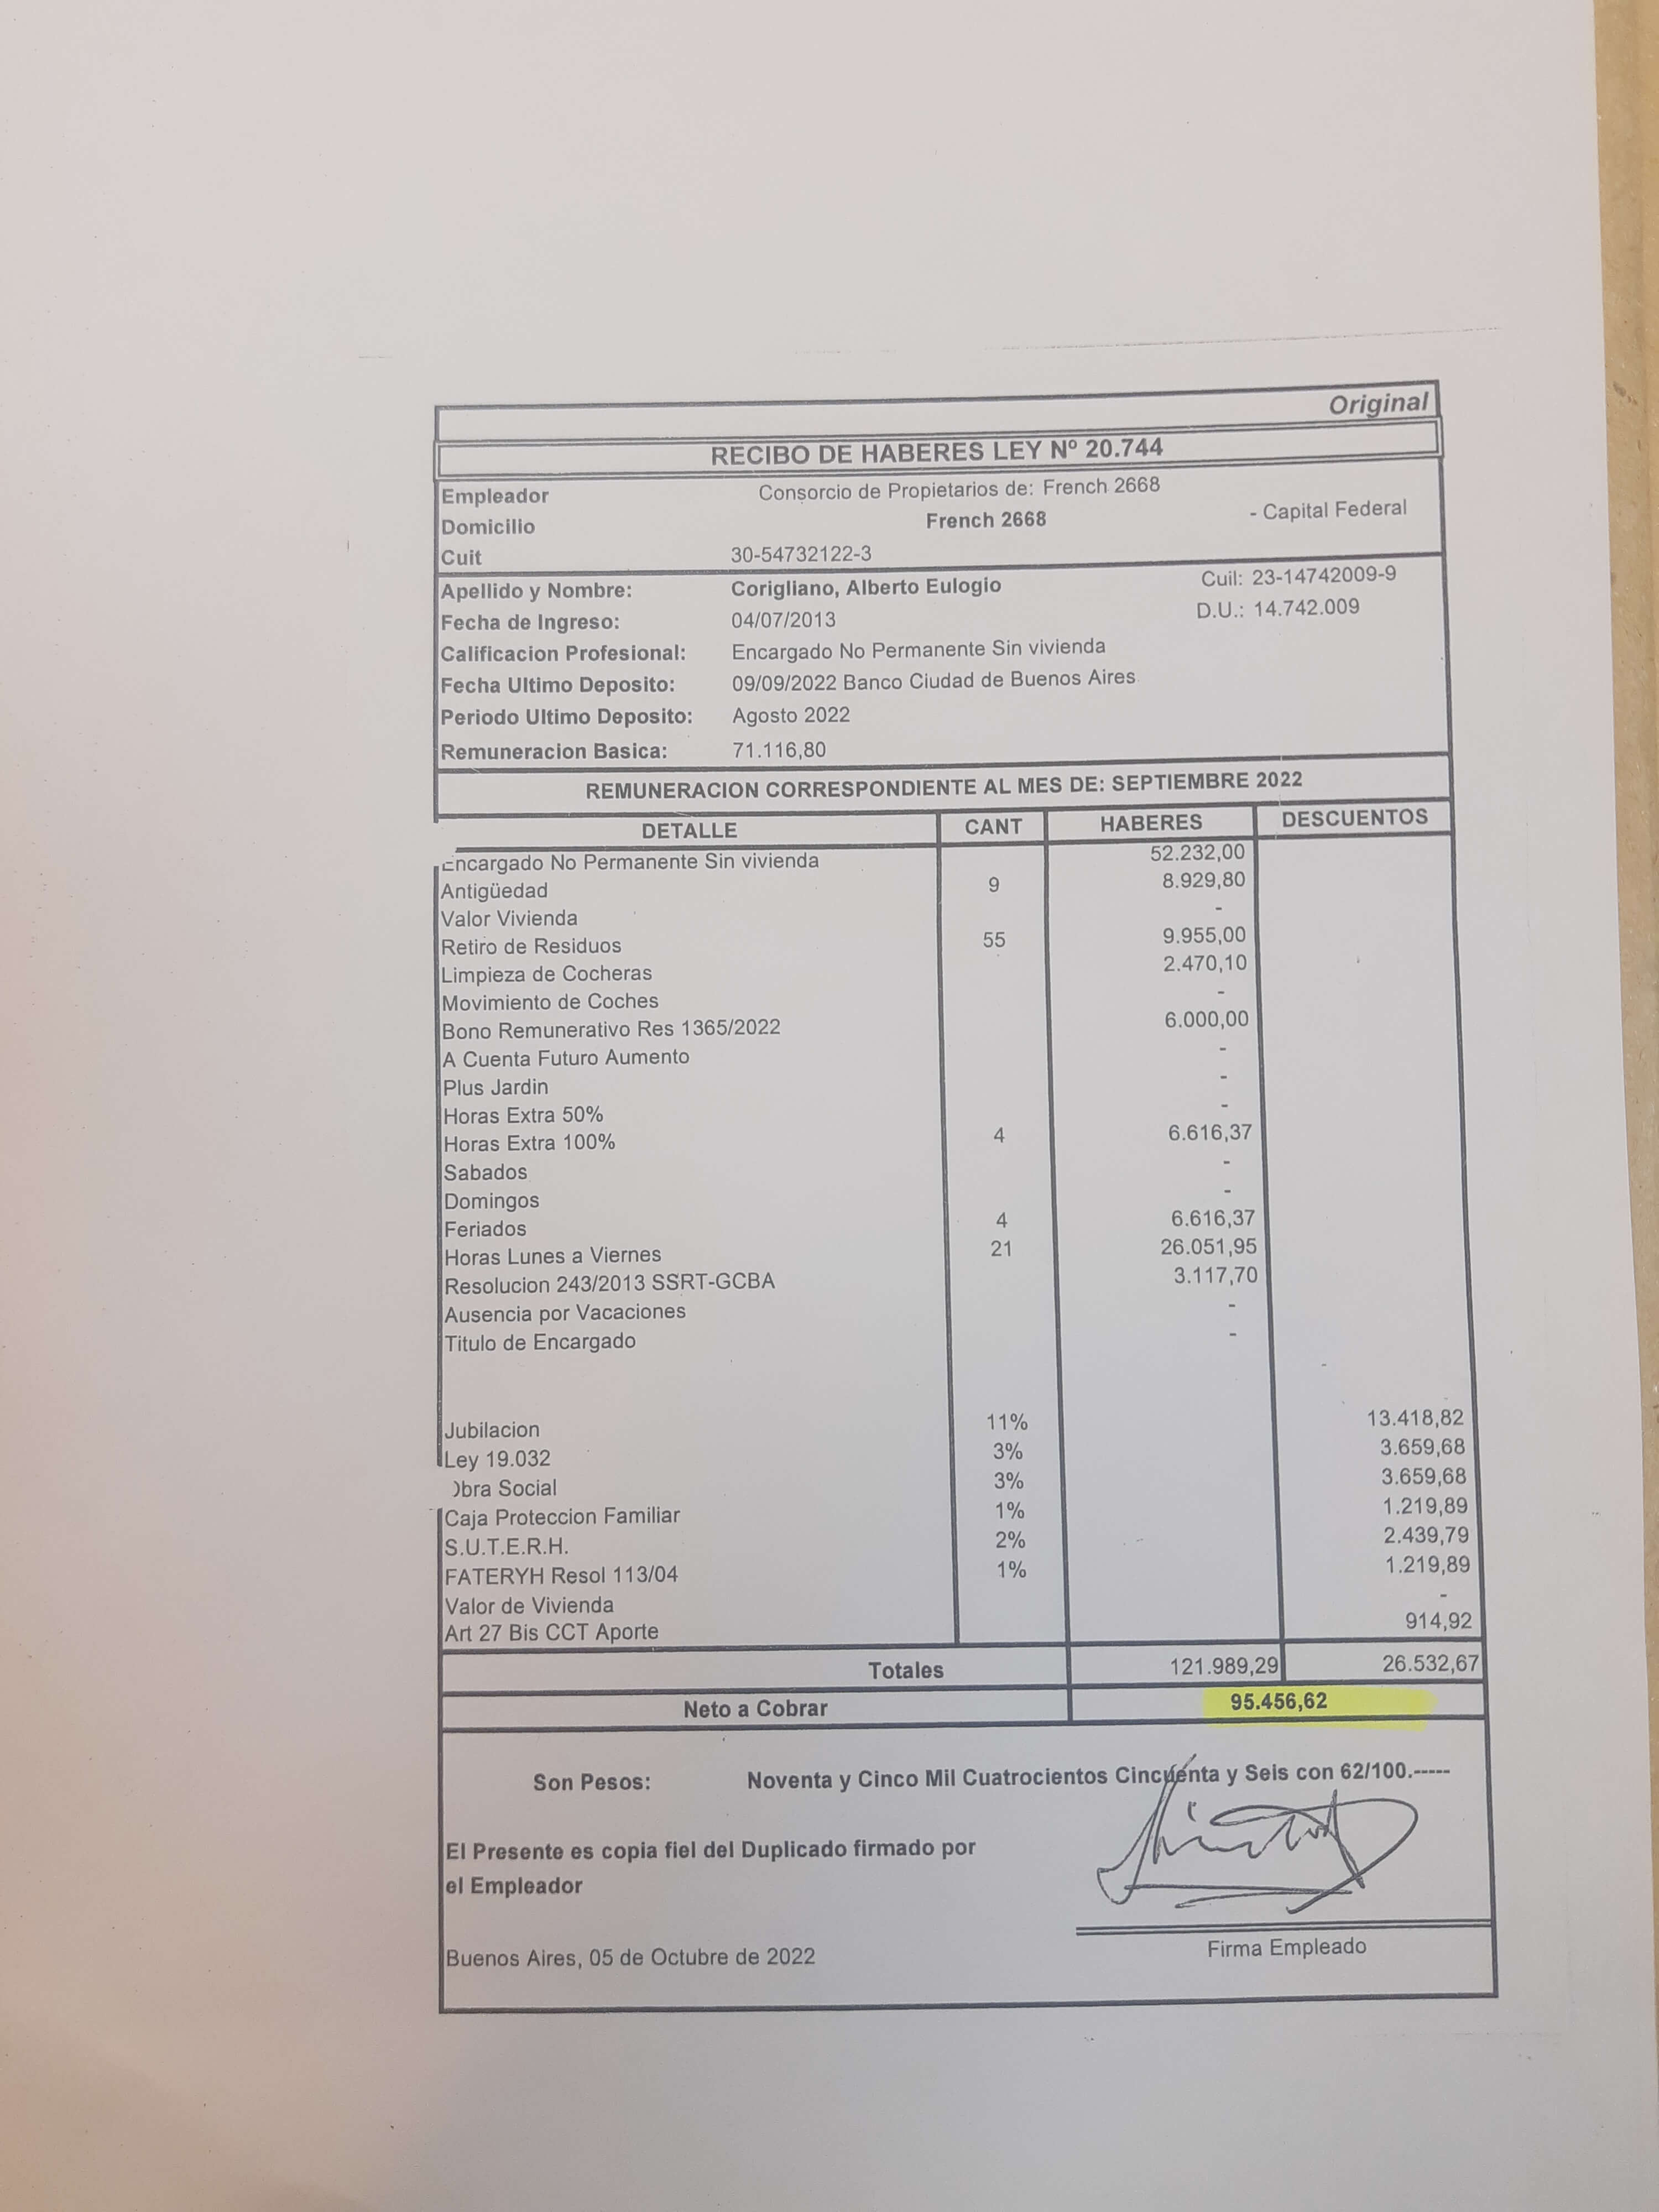 Original
RECIBO DE HABERES LEY Nº 20.744
Empleador Consorcio de Propietarios de: French 2668
Domicilio French 2668 - Capital Federal
Cuit 30-54732122-3
Apellido y Nombre: Corigliano, Alberto Eulogio Cuil: 23-14742009-9
Fecha de Ingreso: 04/07/2013 D.U.: 14.742.009
Calificacion Profesional: Encargado No Permanente Sin vivienda
Fecha Ultimo Deposito: 09/09/2022 Banco Ciudad de Buenos Aires
Periodo Ultimo Deposito: Agosto 2022
Remuneracion Basica: 71.116,80
REMUNERACION CORRESPONDIENTE AL MES DE: SEPTIEMBRE 2022
DETALLE CANT HABERES DESCUENTOS
Encargado No Permanente Sin vivienda 52.232,00
Antigüedad 9 8.929,80
Valor Vivienda -
Retiro de Residuos 55 9.955,00
Limpieza de Cocheras 2.470,10
Movimiento de Coches -
Bono Remunerativo Res 1365/2022 6.000,00
A Cuenta Futuro Aumento -
Plus Jardin -
Horas Extra 50% -
Horas Extra 100% 4 6.616,37
Sabados -
Domingos -
Feriados 4 6.616,37
Horas Lunes a Viernes 21 26.051,95
Resolucion 243/2013 SSRT-GCBA 3.117,70
Ausencia por Vacaciones -
Titulo de Encargado -
Jubilacion 11% 13.418,82
Ley 19.032 3% 3.659,68
Obra Social 3% 3.659,68
Caja Proteccion Familiar 1% 1.219,89
S.U.T.E.R.H. 2% 2.439,79
FATERYH Resol 113/04 1% 1.219,89
Valor de Vivienda -
Art 27 Bis CCT Aporte 914,92
Totales 121.989,29 26.532,67
Neto a Cobrar 95.456,62
Son Pesos: Noventa y Cinco Mil Cuatrocientos Cincuenta y Seis con 62/100.-----
El Presente es copia fiel del Duplicado firmado por
el Empleador
Firma Empleado
Buenos Aires, 05 de Octubre de 2022